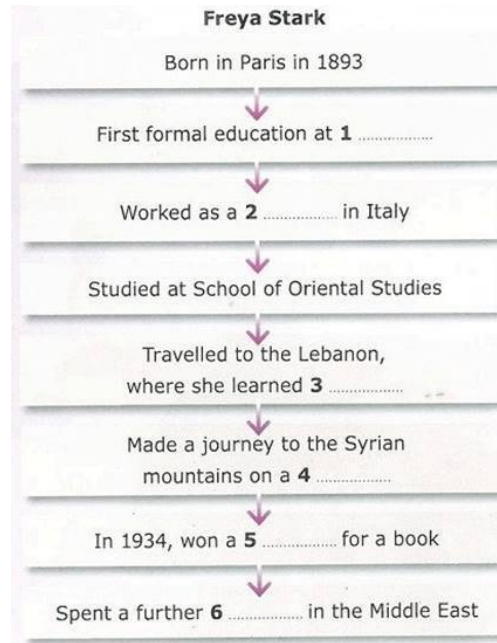 Freya Stark
Born in Paris in 1893
First formal education at 1 ................
Worked as a 2 ................ in Italy
Studied at School of Oriental Studies
Travelled to the Lebanon,
where she learned 3 ................
Made a journey to the Syrian
mountains on a 4 ................
In 1934, won a 5 ................ for a book
Spent a further 6 ................ in the Middle East